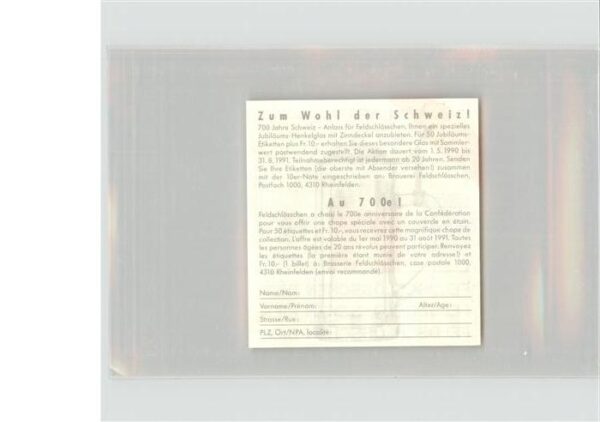 Zum Wohl der Schweiz!
700 Jahre Schweiz – Anlass für Feldschlösschen, Ihnen ein spezielles
Jubiläums-Henkelglas mit Zinndeckel anzubieten. Für 50 Jubiläums-
Etiketten plus Fr. 10.– erhalten Sie dieses besondere Glas mit Sammler-
wert postwendend zugestellt. Die Aktion dauert vom 1. 5. 1990 bis
31. 8. 1991. Teilnahmeberechtigt ist jedermann ab 20 Jahren. Senden
Sie Ihre Etiketten (die oberste mit Absender versehen!) zusammen
mit der 10er-Note eingeschrieben an: Brauerei Feldschlösschen,
Postfach 1000, 4310 Rheinfelden.
Au 700e!
Feldschlösschen a choisi le 700e anniversaire de la Confédération
pour vous offrir une chope spéciale avec un couvercle en étain.
Pour 50 étiquettes et Fr. 10.–, vous recevrez cette magnifique chope de
collection. L'offre est valable du 1er mai 1990 au 31 août 1991. Toutes
les personnes âgées de 20 ans révolus peuvent participer. Renvoyez
les étiquettes (la première étant munie de votre adresse!) et
Fr. 10.– (1 billet) à: Brasserie Feldschlösschen, case postale 1000,
4310 Rheinfelden (envoi recommandé).
Name/Nom:
Vorname/Prénom: Alter/Age:
Strasse/Rue:
PLZ, Ort/NPA, localité: